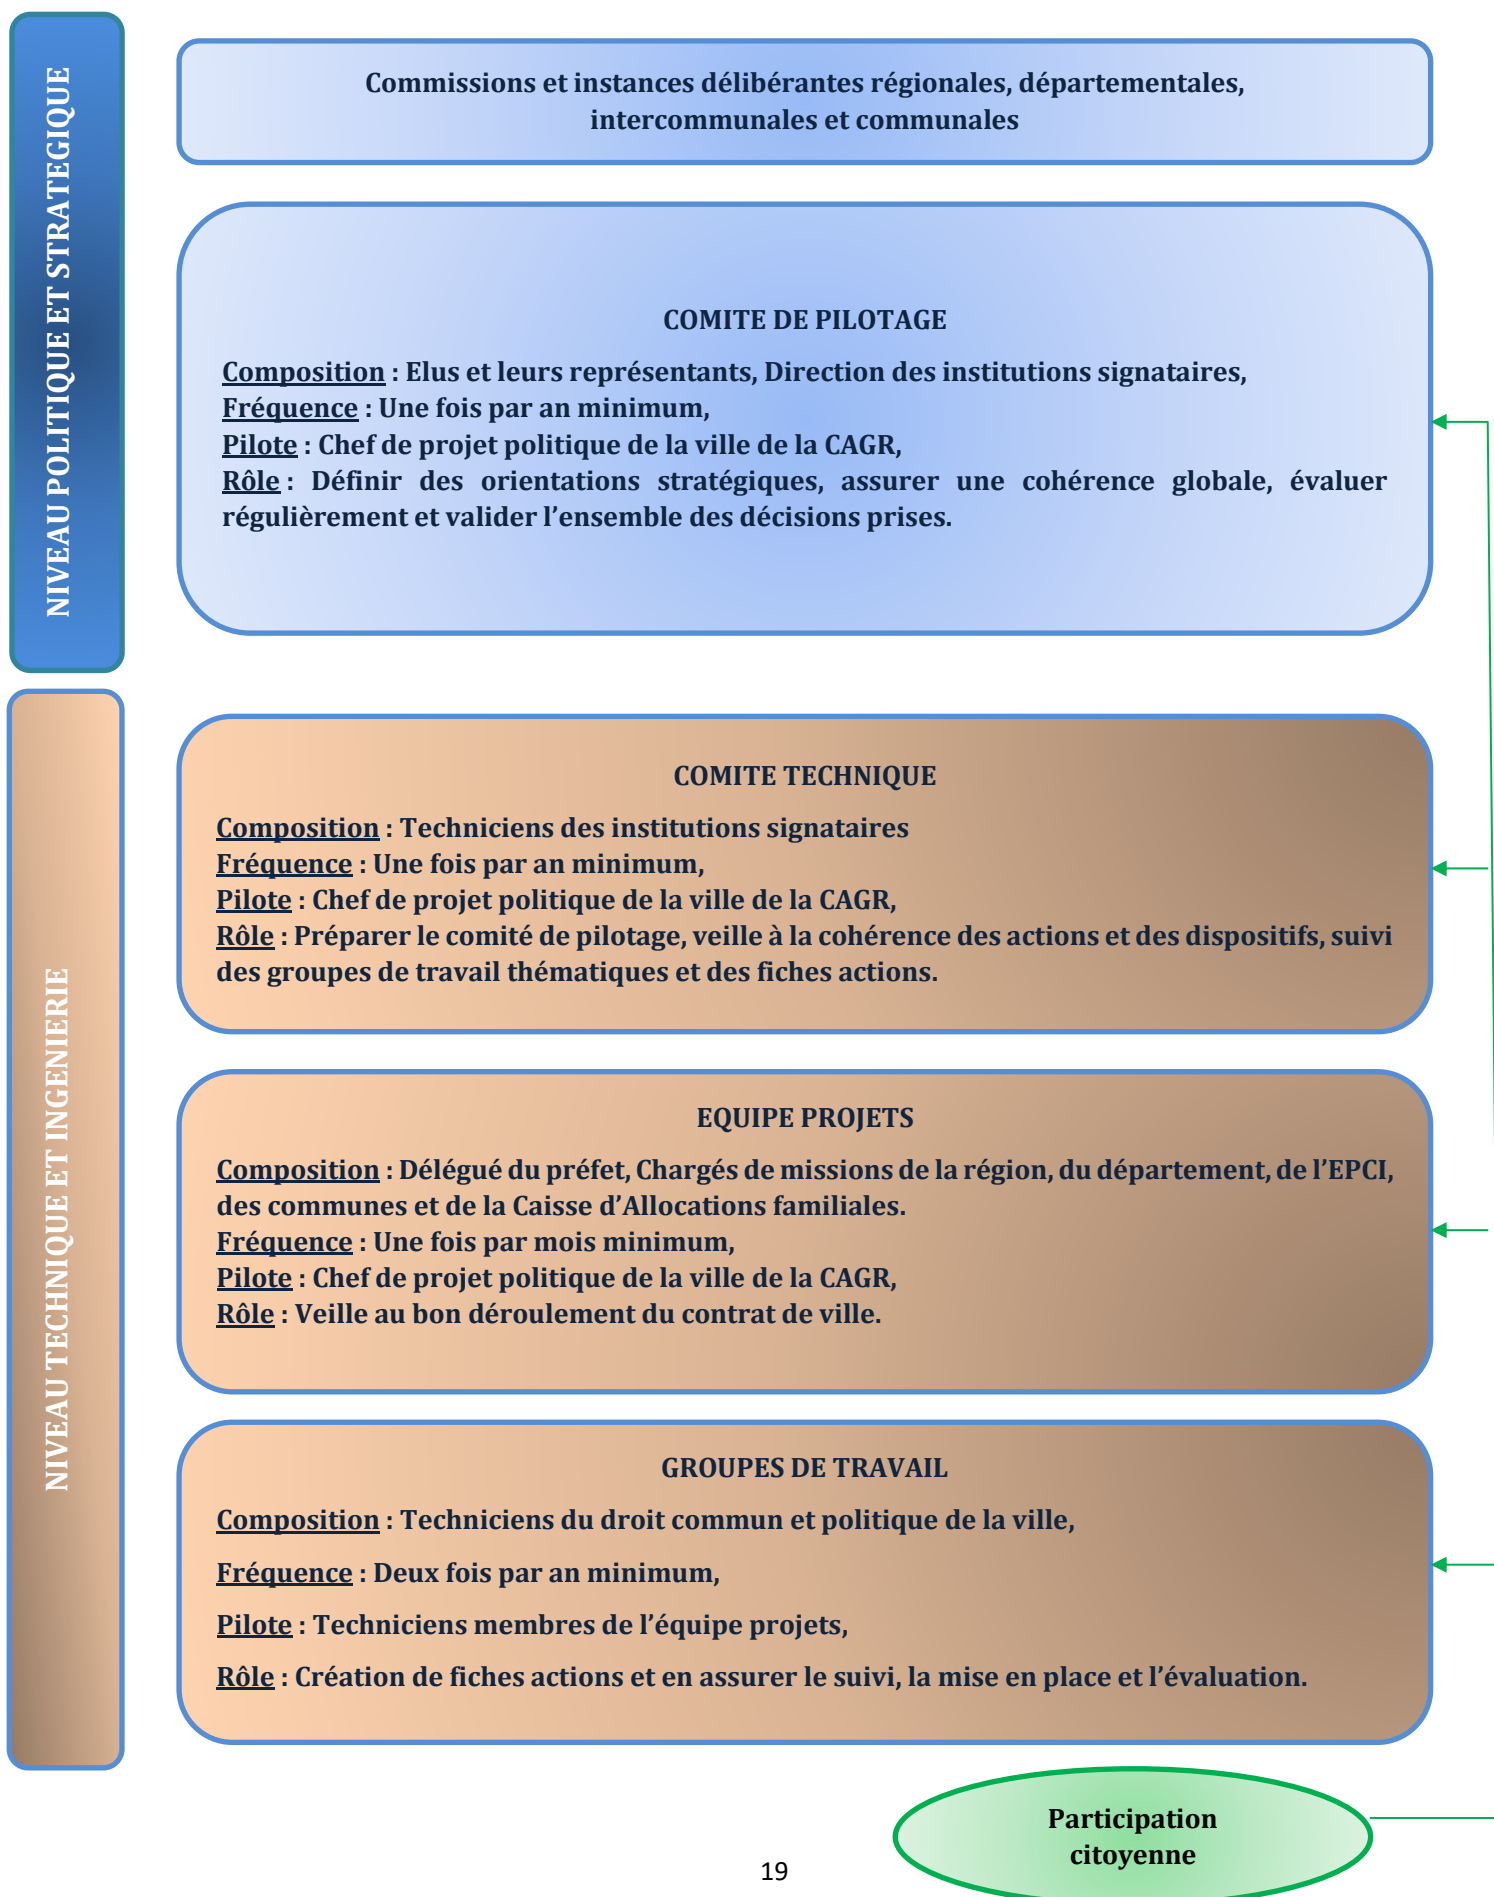 NIVEAU POLITIQUE ET STRATEGIQUE
Commissions et instances délibérantes régionales, départementales,
intercommunales et communales
COMITE DE PILOTAGE
Composition : Elus et leurs représentants, Direction des institutions signataires,
Fréquence : Une fois par an minimum,
Pilote : Chef de projet politique de la ville de la CAGR,
Rôle : Définir des orientations stratégiques, assurer une cohérence globale, évaluer
régulièrement et valider l’ensemble des décisions prises.
NIVEAU TECHNIQUE ET INGENIERIE
COMITE TECHNIQUE
Composition : Techniciens des institutions signataires
Fréquence : Une fois par an minimum,
Pilote : Chef de projet politique de la ville de la CAGR,
Rôle : Préparer le comité de pilotage, veille à la cohérence des actions et des dispositifs, suivi
des groupes de travail thématiques et des fiches actions.
EQUIPE PROJETS
Composition : Délégué du préfet, Chargés de missions de la région, du département, de l’EPCI,
des communes et de la Caisse d’Allocations familiales.
Fréquence : Une fois par mois minimum,
Pilote : Chef de projet politique de la ville de la CAGR,
Rôle : Veille au bon déroulement du contrat de ville.
GROUPES DE TRAVAIL
Composition : Techniciens du droit commun et politique de la ville,
Fréquence : Deux fois par an minimum,
Pilote : Techniciens membres de l’équipe projets,
Rôle : Création de fiches actions et en assurer le suivi, la mise en place et l’évaluation.
Participation
citoyenne
19